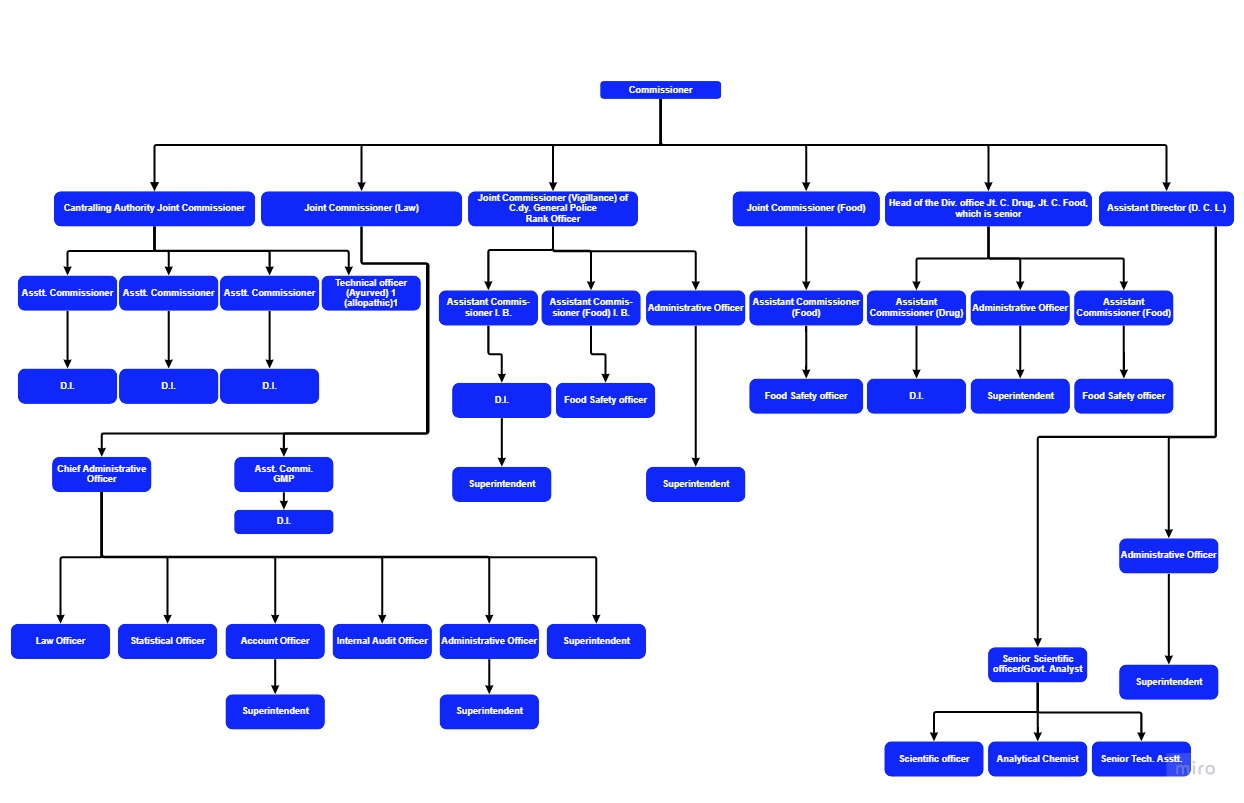 Commissioner
Cantralling Authority Joint Commissioner
Joint Commissioner (Law)
Joint Commissioner (Vigillance) of
C.dy. General Police
Rank Officer
Joint Commissioner (Food)
Head of the Div. office Jt. C. Drug, Jt. C. Food,
which is senior
Assistant Director (D. C. L.)
Asstt. Commissioner
Asstt. Commissioner
Asstt. Commissioner
Technical officer
(Ayurved) 1
(allopathic)1
Assistant Commis-
sioner I. B.
Assistant Commis-
sioner (Food) I. B.
Administrative Officer
Assistant Commissioner
(Food)
Assistant
Commissioner (Drug)
Administrative Officer
Assistant
Commissioner (Food)
D.I.
D.I.
D.I.
D.I.
Food Safety officer
Food Safety officer
D.I.
Superintendent
Food Safety officer
Chief Administrative
Officer
Asst. Commi.
GMP
Superintendent
Superintendent
D.I.
Administrative Officer
Law Officer
Statistical Officer
Account Officer
Internal Audit Officer
Administrative Officer
Superintendent
Senior Scientific
officer/Govt. Analyst
Superintendent
Superintendent
Superintendent
Scientific officer
Analytical Chemist
Senior Tech. Asstt.
miro